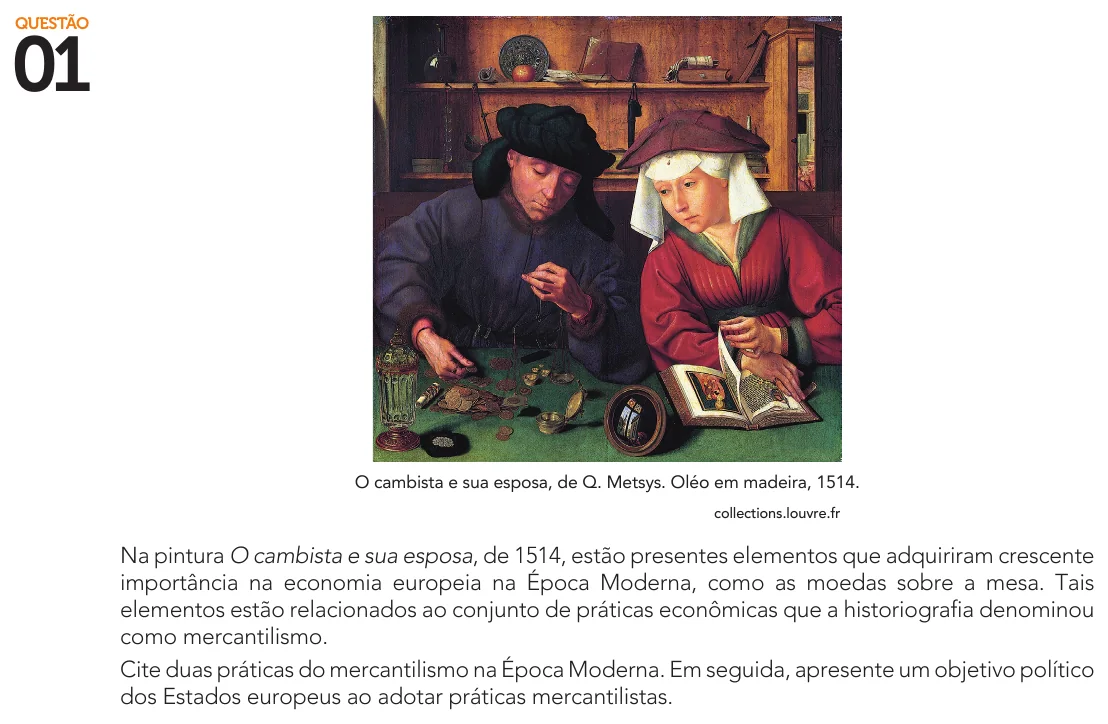 QUESTÃO
01
O cambista e sua esposa, de Q. Metsys. Oléo em madeira, 1514.
collections.louvre.fr
Na pintura O cambista e sua esposa, de 1514, estão presentes elementos que adquiriram crescente
importância na economia europeia na Época Moderna, como as moedas sobre a mesa. Tais
elementos estão relacionados ao conjunto de práticas econômicas que a historiografia denominou
como mercantilismo.
Cite duas práticas do mercantilismo na Época Moderna. Em seguida, apresente um objetivo político
dos Estados europeus ao adotar práticas mercantilistas.